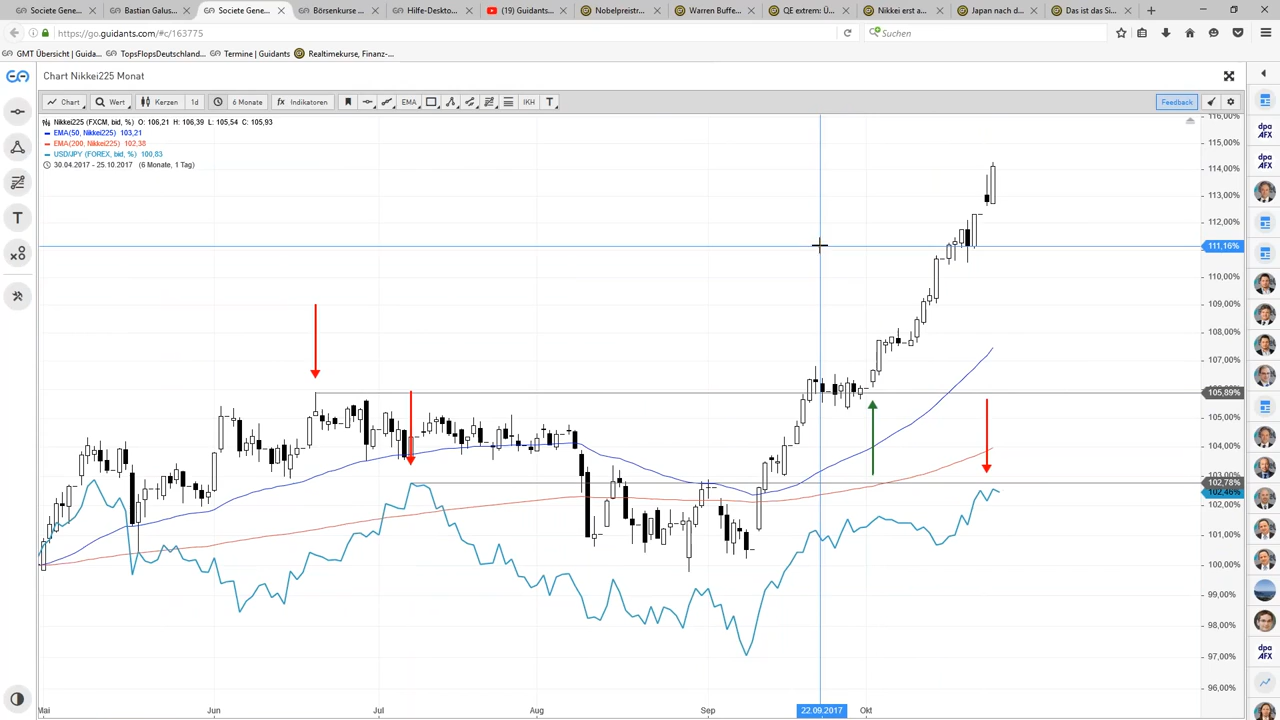 Societe Gene...
Bastian Galus...
Societe Gene...
Börsenkurse ...
Hilfe-Deskto...
(19) Guidants...
Nobelpreistr...
Warren Buffe...
QE extrem: Ü...
Nikkei erst a...
Japan nach d...
Das ist das Si...
https://go.guidants.com/#c/163775
Suchen
GMT Übersicht | Guida...
TopsFlopsDeutschland...
Termine | Guidants
Realtimekurse, Finanz-...
Chart Nikkei225 Monat
Chart
Wert
Kerzen
1d
6 Monate
Indikatoren
EMA
IKH
T
Feedback
Nikkei225 (FXCM, bid, %) O: 106,21 H: 106,39 L: 105,54 C: 105,93
EMA(50, Nikkei225) 103,21
EMA(200, Nikkei225) 102,38
USD/JPY (FOREX, bid, %) 100,83
30.04.2017 - 25.10.2017 (6 Monate, 1 Tag)
116,00%
115,00%
114,00%
113,00%
112,00%
111,16%
110,00%
109,00%
108,00%
107,00%
105,89%
105,00%
104,00%
103,00%
102,78%
102,46%
102,00%
101,00%
100,00%
99,00%
98,00%
97,00%
96,00%
Mai
Jun
Jul
Aug
Sep
22.09.2017
Okt
T
dpa
AFX
dpa
AFX
dpa
AFX